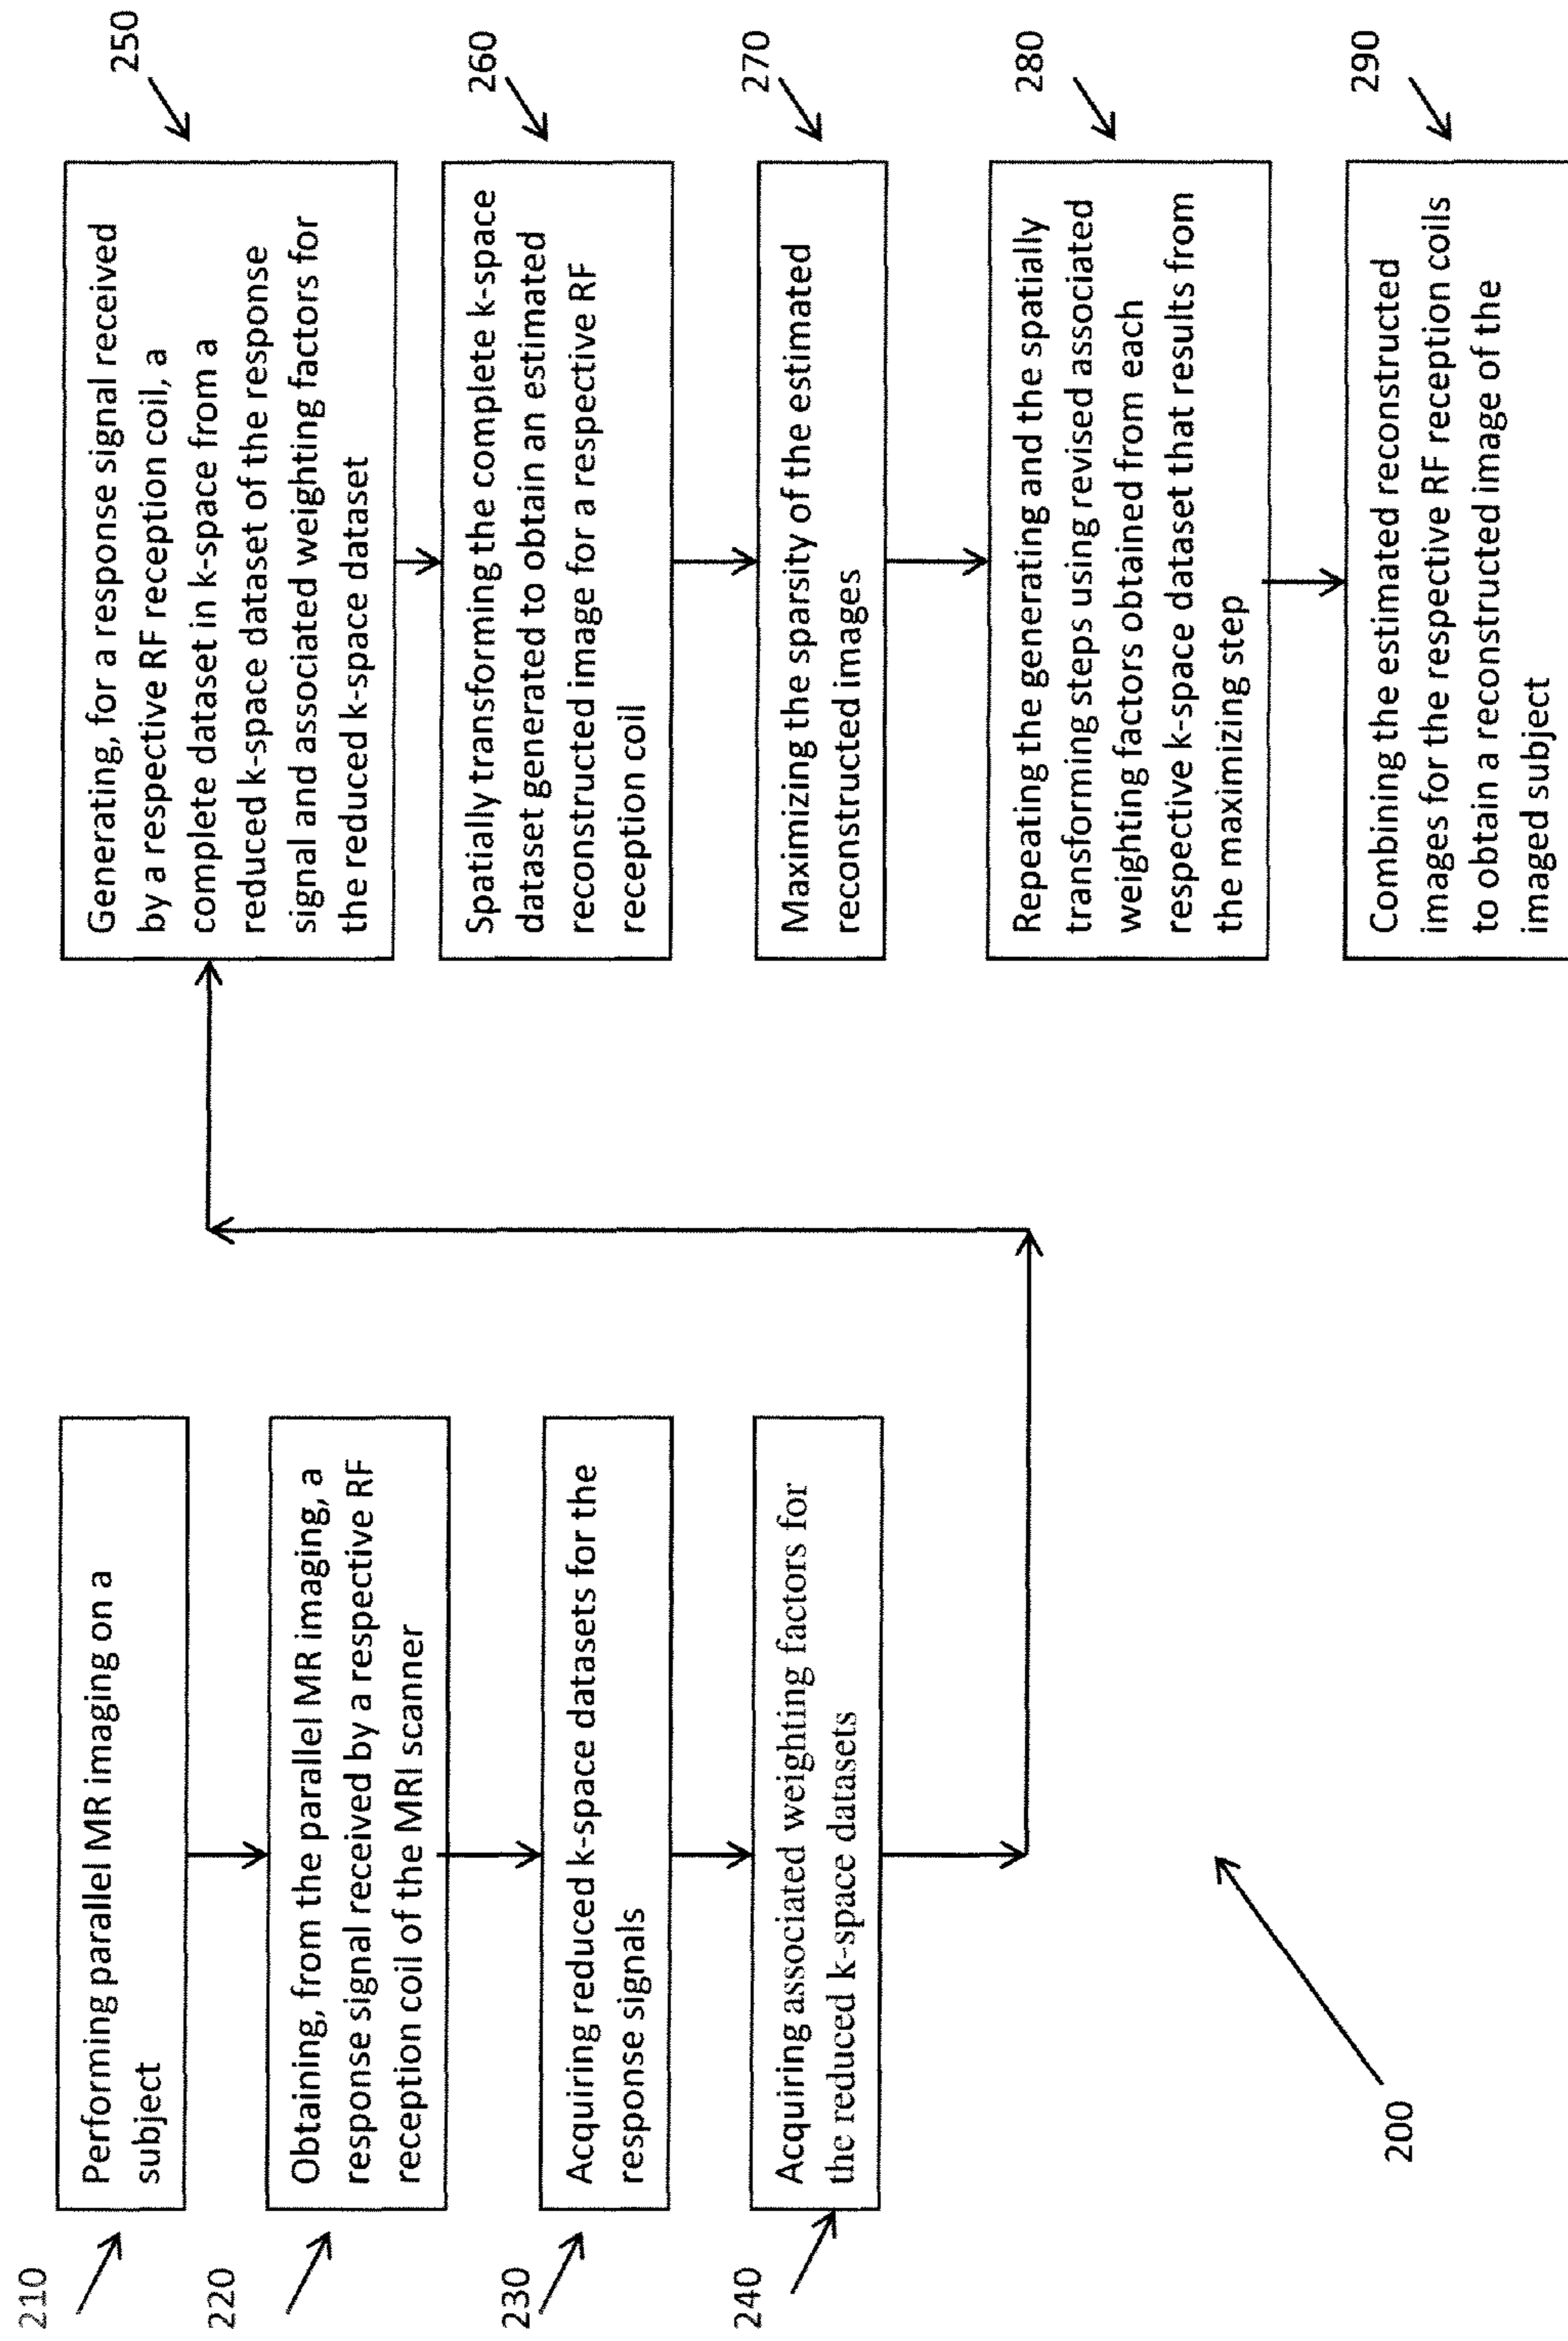 210
Performing parallel MR imaging on a
subject
220
Obtaining, from the parallel MR imaging, a
response signal received by a respective RF
reception coil of the MRI scanner
230
Acquiring reduced k-space datasets for the
response signals
240
Acquiring associated weighting factors for
the reduced k-space datasets
200
250
Generating, for a response signal received
by a respective RF reception coil, a
complete dataset in k-space from a
reduced k-space dataset of the response
signal and associated weighting factors for
the reduced k-space dataset
260
Spatially transforming the complete k-space
dataset generated to obtain an estimated
reconstructed image for a respective RF
reception coil
270
Maximizing the sparsity of the estimated
reconstructed images
280
Repeating the generating and the spatially
transforming steps using revised associated
weighting factors obtained from each
respective k-space dataset that results from
the maximizing step
290
Combining the estimated reconstructed
images for the respective RF reception coils
to obtain a reconstructed image of the
imaged subject